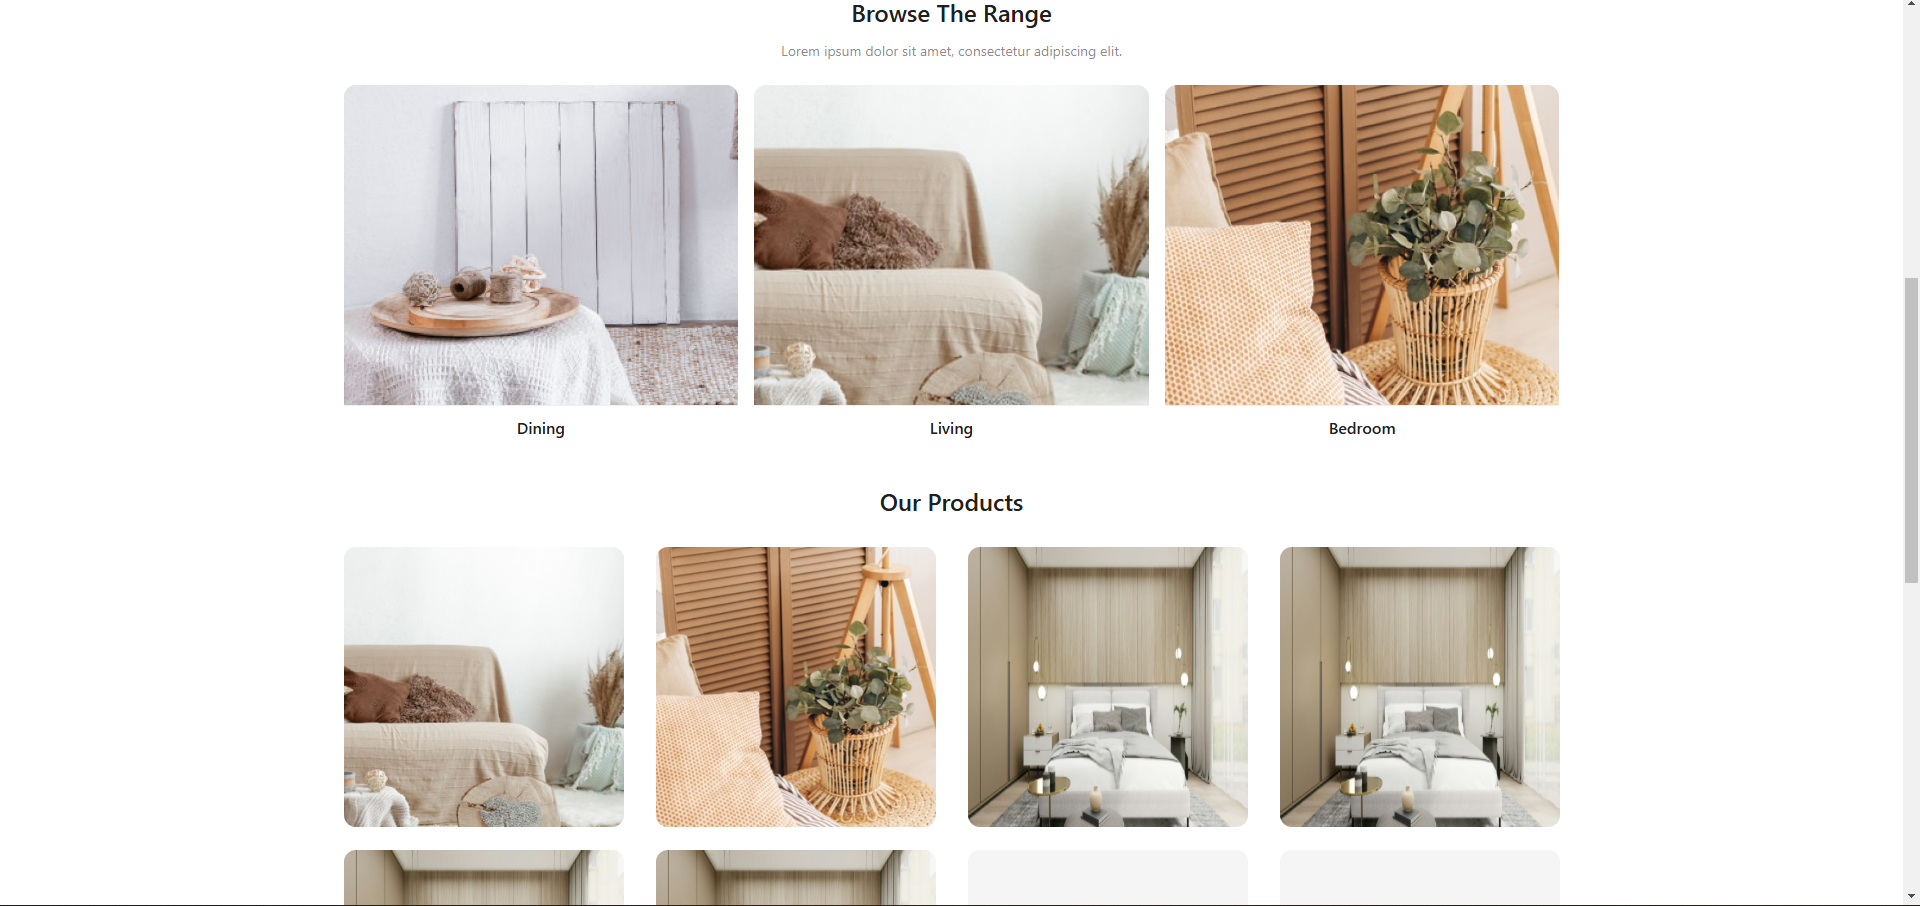 Browse The Range
Lorem ipsum dolor sit amet, consectetur adipiscing elit.
Dining
Living
Bedroom
Our Products